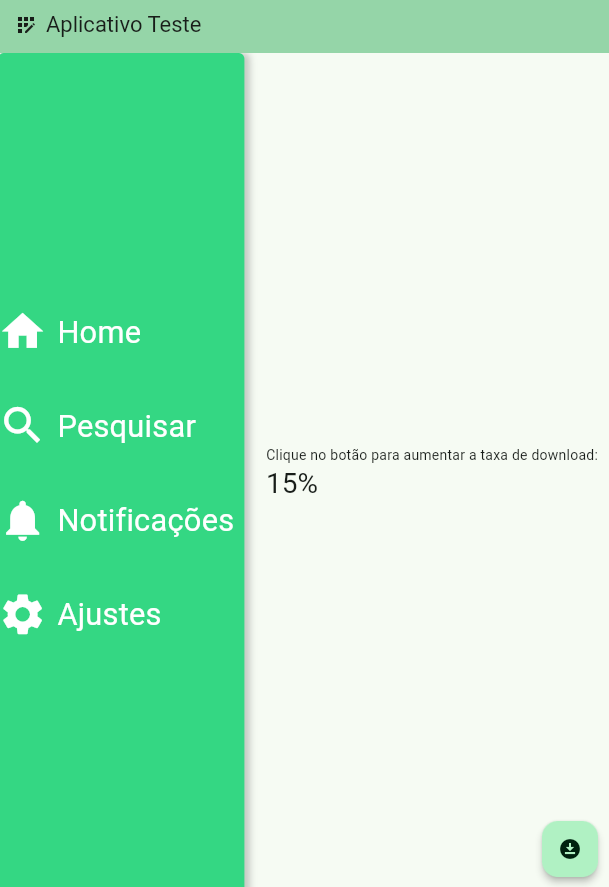 Aplicativo Teste
Home
Pesquisar
Notificações
Ajustes
Clique no botão para aumentar a taxa de download:
15%